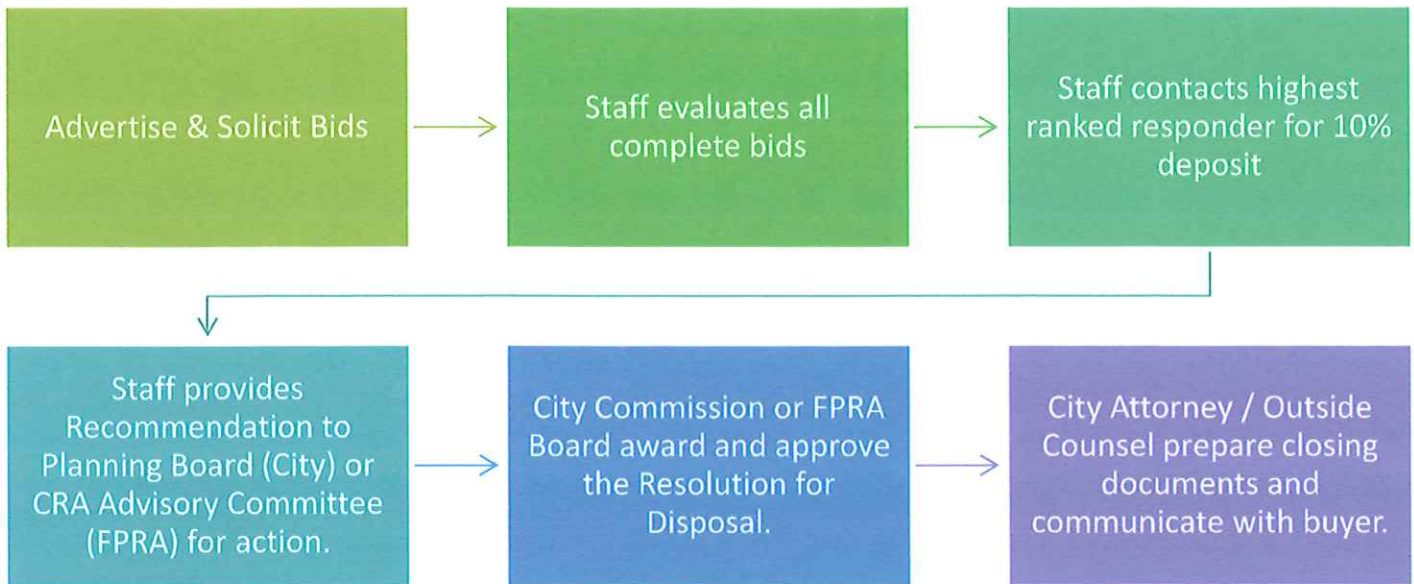 Advertise & Solicit Bids
Staff evaluates all
complete bids
Staff contacts highest
ranked responder for 10%
deposit
Staff provides
Recommendation to
Planning Board (City) or
CRA Advisory Committee
(FPRA) for action.
City Commission or FPRA
Board award and approve
the Resolution for
Disposal.
City Attorney / Outside
Counsel prepare closing
documents and
communicate with buyer.